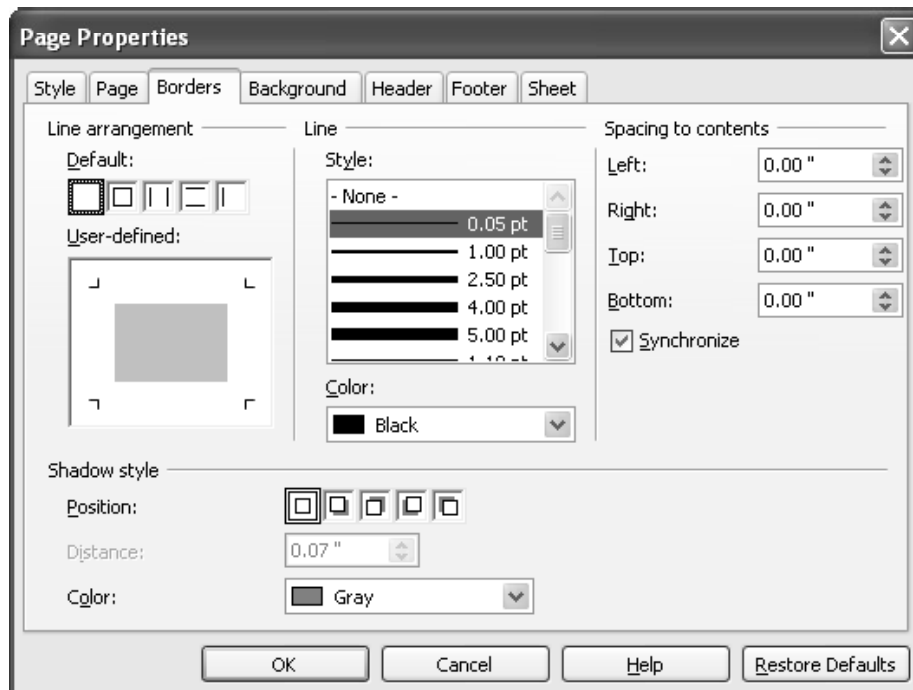 Page Properties
Style Page Borders Background Header Footer Sheet
Line arrangement
Default:
User-defined:
Line
Style:
- None -
0.05 pt
1.00 pt
2.50 pt
4.00 pt
5.00 pt
Color:
Black
Spacing to contents
Left: 0.00 "
Right: 0.00 "
Top: 0.00 "
Bottom: 0.00 "
Synchronize
Shadow style
Position:
Distance: 0.07 "
Color: Gray
OK Cancel Help Restore Defaults